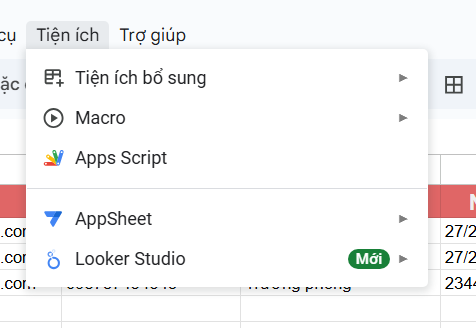 cụ Tiện ích Trợ giúp
Tiện ích bổ sung
Macro
Apps Script
AppSheet
.com 27/2
Looker Studio Mới
.com 27/2
.com Trưởng phòng 2344